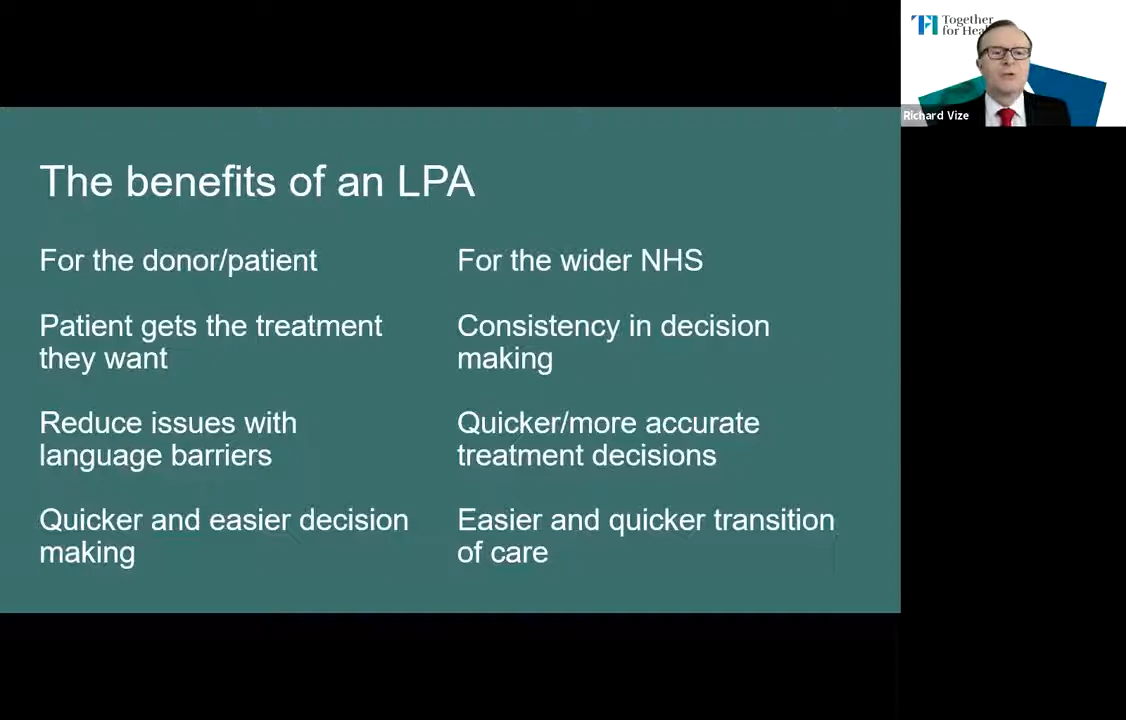 The benefits of an LPA
For the donor/patient
Patient gets the treatment
they want
Reduce issues with
language barriers
Quicker and easier decision
making
For the wider NHS
Consistency in decision
making
Quicker/more accurate
treatment decisions
Easier and quicker transition
of care
Together
for
Richard Vize